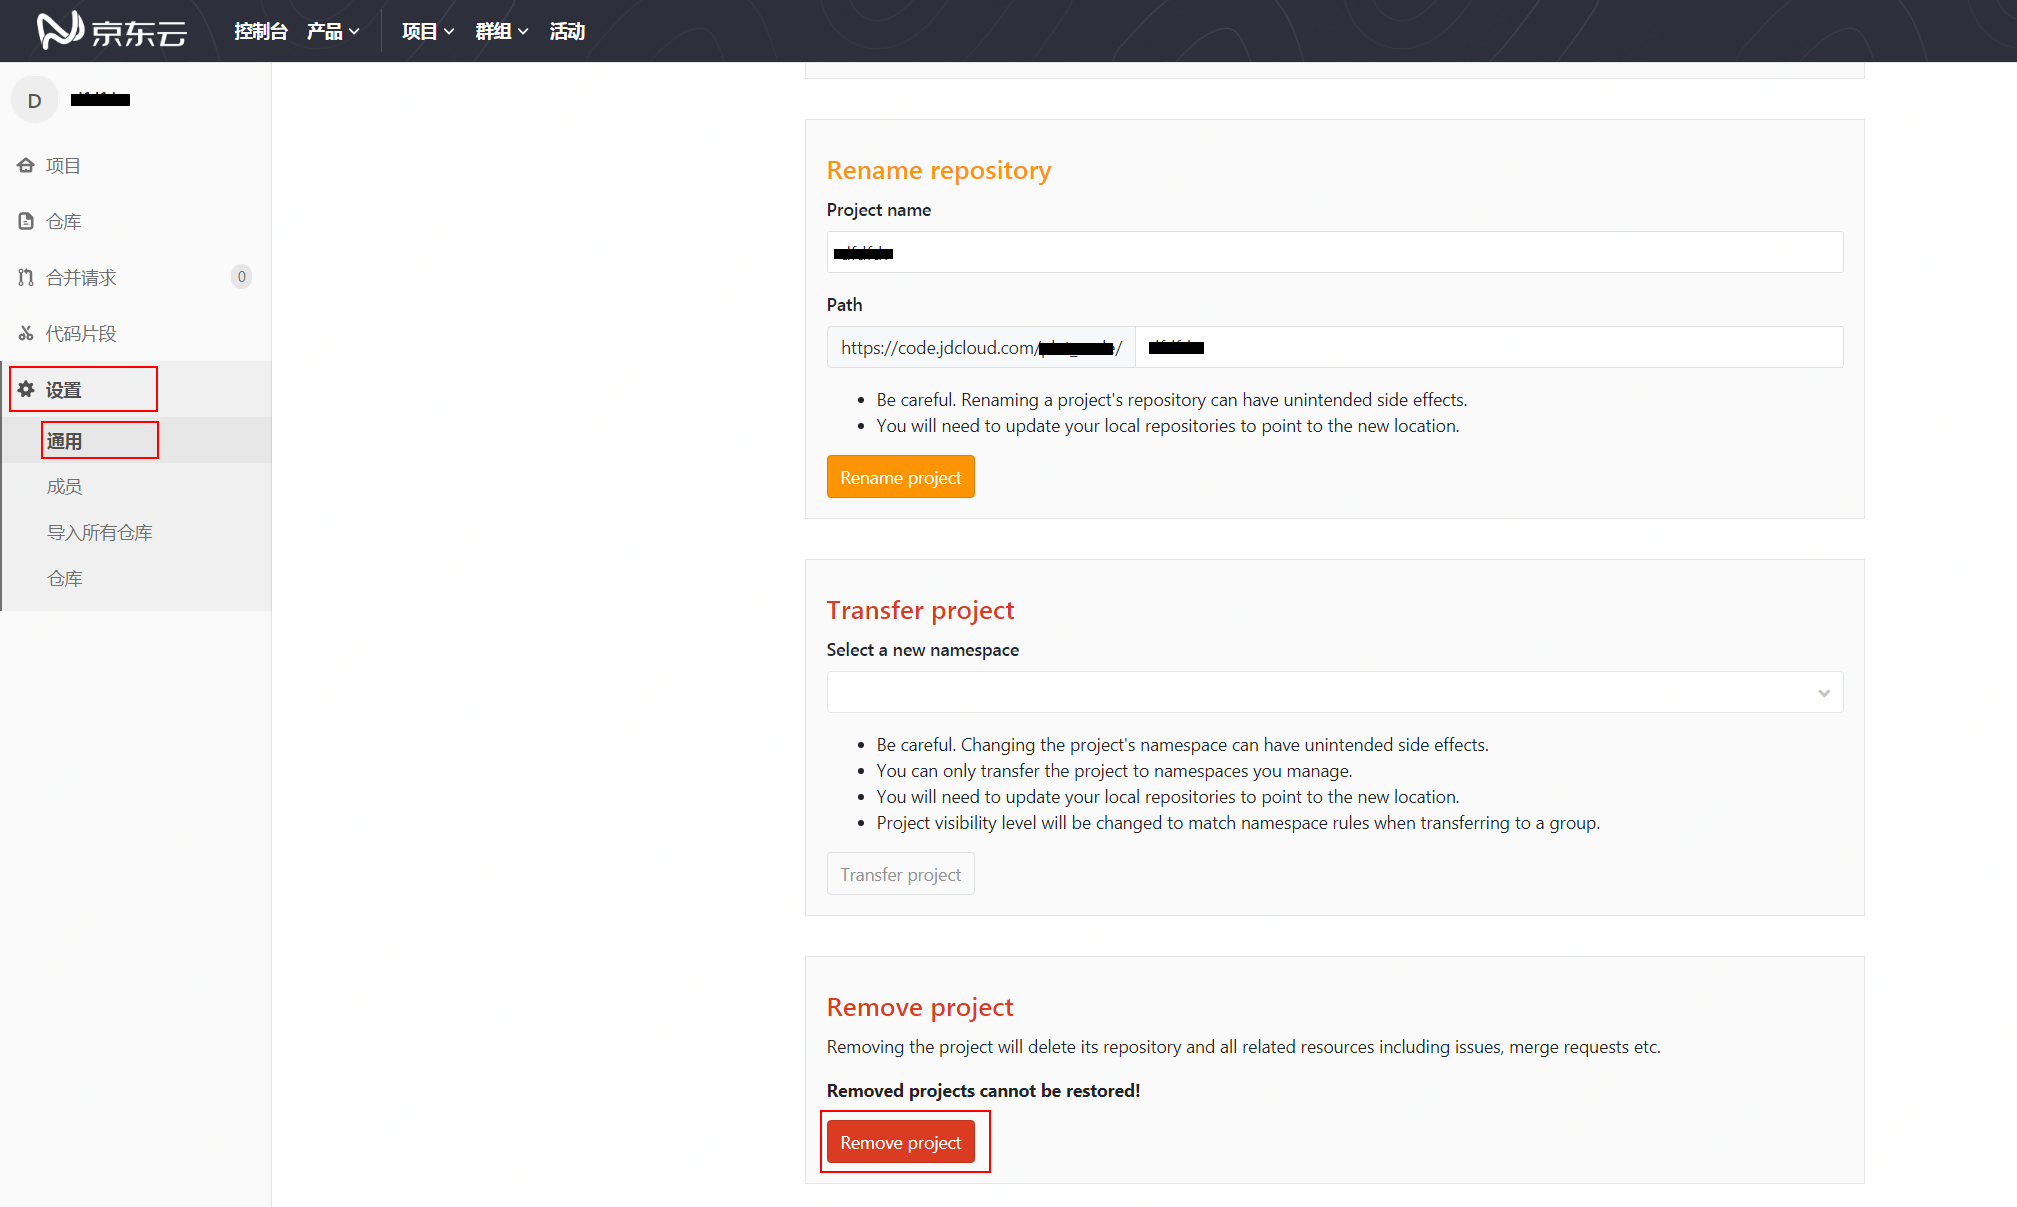 京东云 控制台 产品 项目 群组 活动
D
项目
仓库
合并请求 0
代码片段
设置
通用
成员
导入所有仓库
仓库
Rename repository
Project name
Path
https://code.jdcloud.com/ /
Be careful. Renaming a project's repository can have unintended side effects.
You will need to update your local repositories to point to the new location.
Rename project
Transfer project
Select a new namespace
Be careful. Changing the project's namespace can have unintended side effects.
You can only transfer the project to namespaces you manage.
You will need to update your local repositories to point to the new location.
Project visibility level will be changed to match namespace rules when transferring to a group.
Transfer project
Remove project
Removing the project will delete its repository and all related resources including issues, merge requests etc.
Removed projects cannot be restored!
Remove project